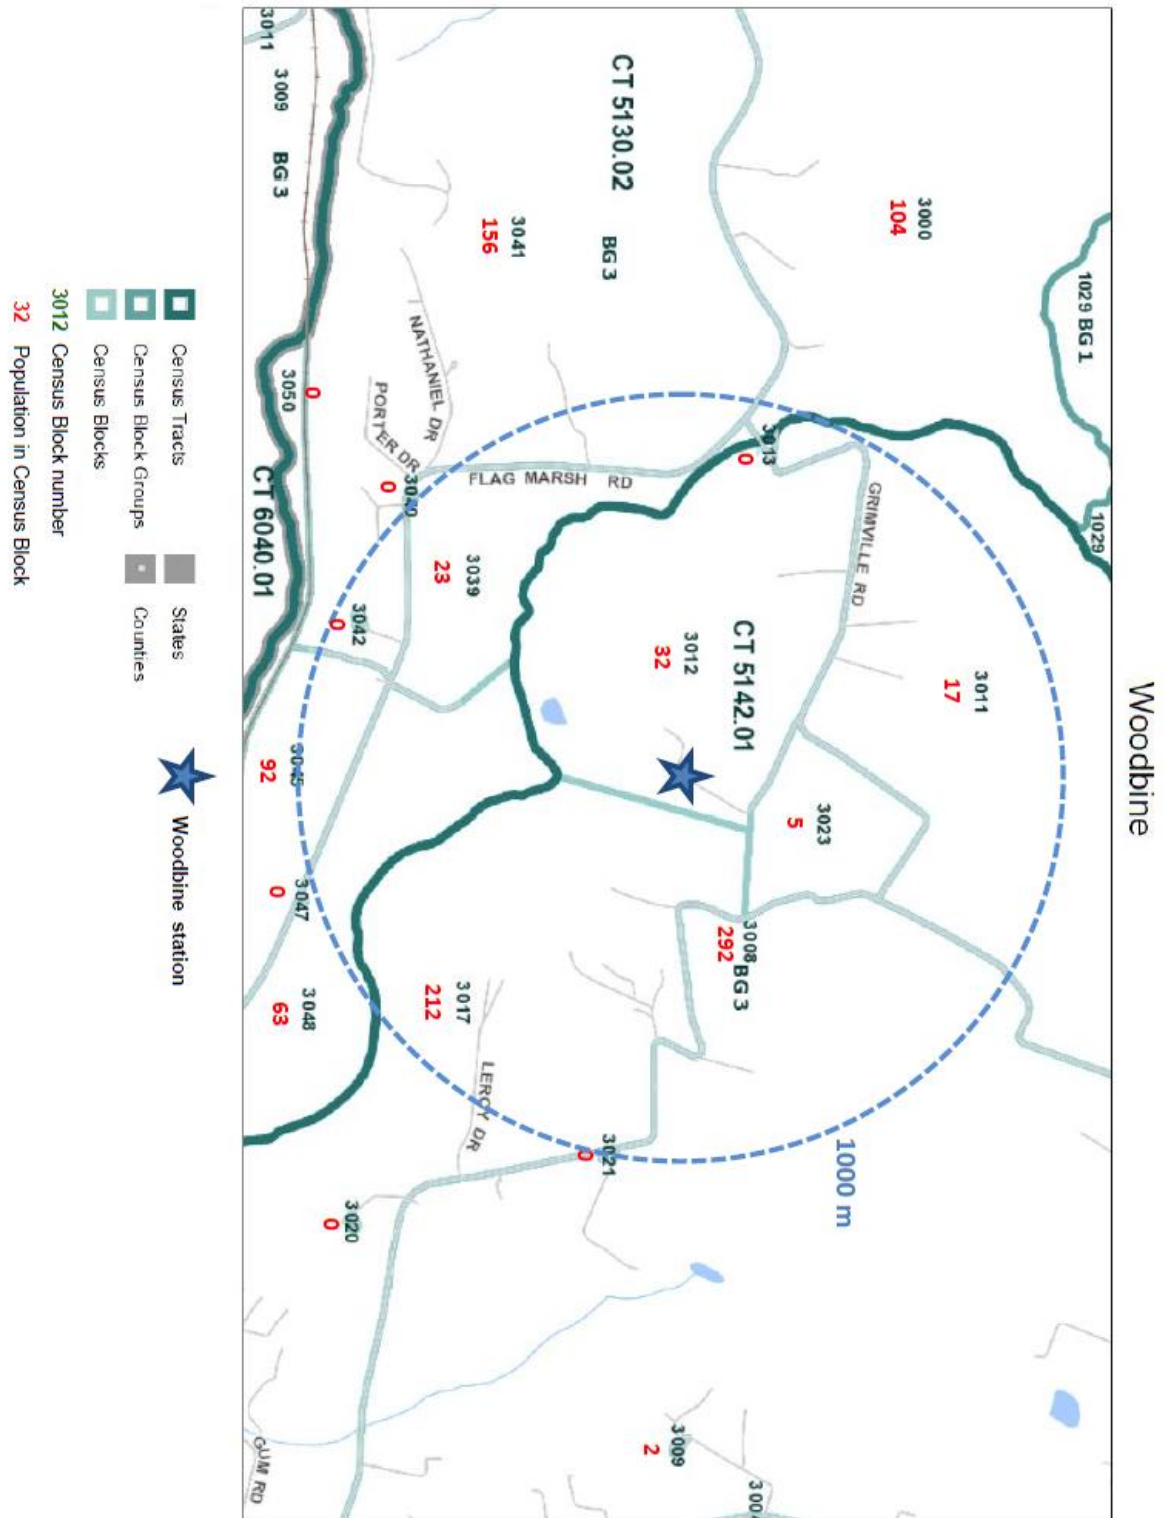 Woodbine
1029 BG 1
3000
104
1029
CT 5130.02
BG 3
3041
156
3011
3009
BG 3
3013
0
GRIMVILLE RD
3011
17
NATHANIEL DR
PORTER DR
FLAG MARSH RD
3040
0
3039
23
3050
0
CT 6040.01
3042
0
CT 5142.01
3012
32
3023
5
3008
292
BG 3
3045
92
3047
0
3048
63
3017
212
LEROY DR
1000 m
3021
0
3020
0
3009
2
GUM RD
Census Tracts
Census Block Groups
Census Blocks
3012 Census Block number
32 Population in Census Block
States
Counties
Woodbine station